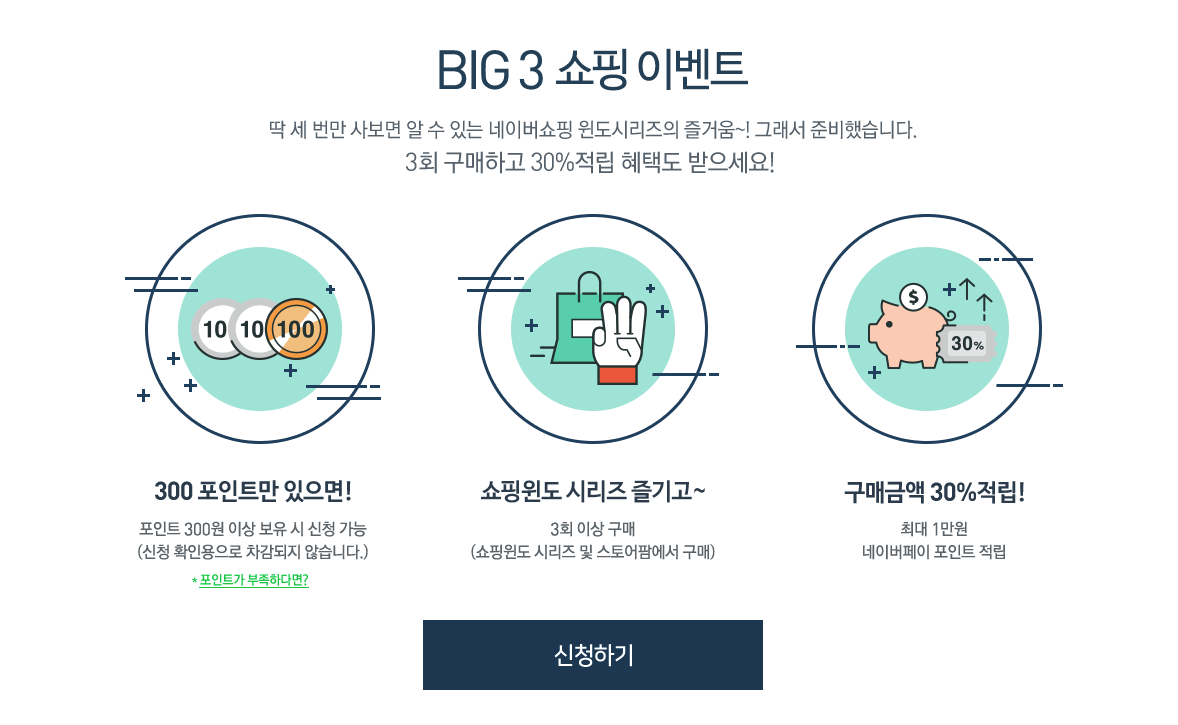 BIG 3 쇼핑 이벤트
딱 세 번만 사보면 알 수 있는 네이버쇼핑 윈도시리즈의 즐거움~! 그래서 준비했습니다.
3회 구매하고 30%적립 혜택도 받으세요!
10 10 100
$
30%
300 포인트만 있으면!
포인트 300원 이상 보유 시 신청 가능
(신청 확인용으로 차감되지 않습니다.)
* 포인트가 부족하다면?
쇼핑윈도 시리즈 즐기고~
3회 이상 구매
(쇼핑윈도 시리즈 및 스토어팜에서 구매)
구매금액 30%적립!
최대 1만원
네이버페이 포인트 적립
신청하기